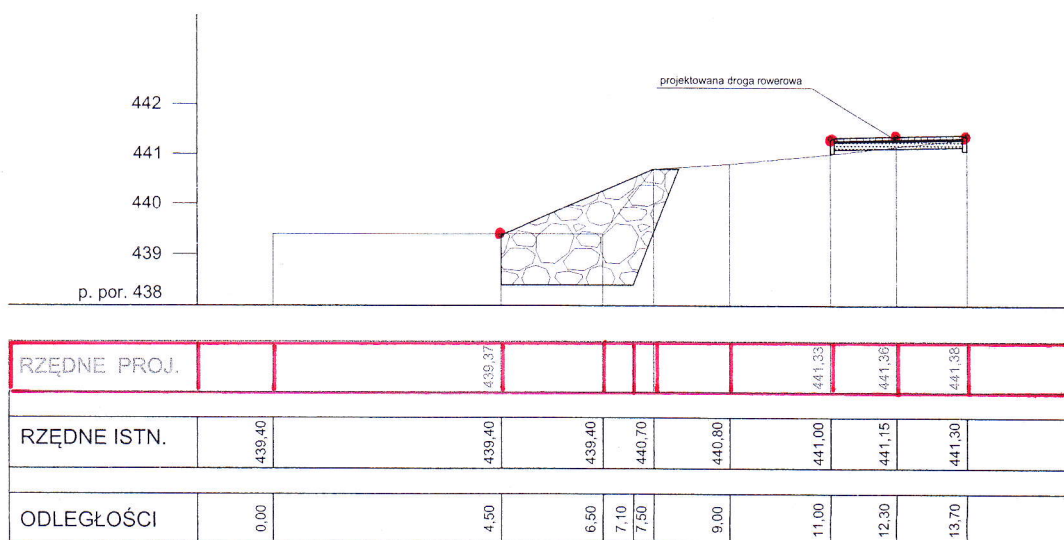 projektowana droga rowerowa
442
441
440
439
p. por. 438
RZĘDNE PROJ. 439,37 441,33 441,36 441,38
RZĘDNE ISTN. 439,40 439,40 439,40 440,70 440,80 441,00 441,15 441,30
ODLEGŁOŚCI 0,00 4,50 6,50 7,10 7,50 9,00 11,00 12,30 13,70